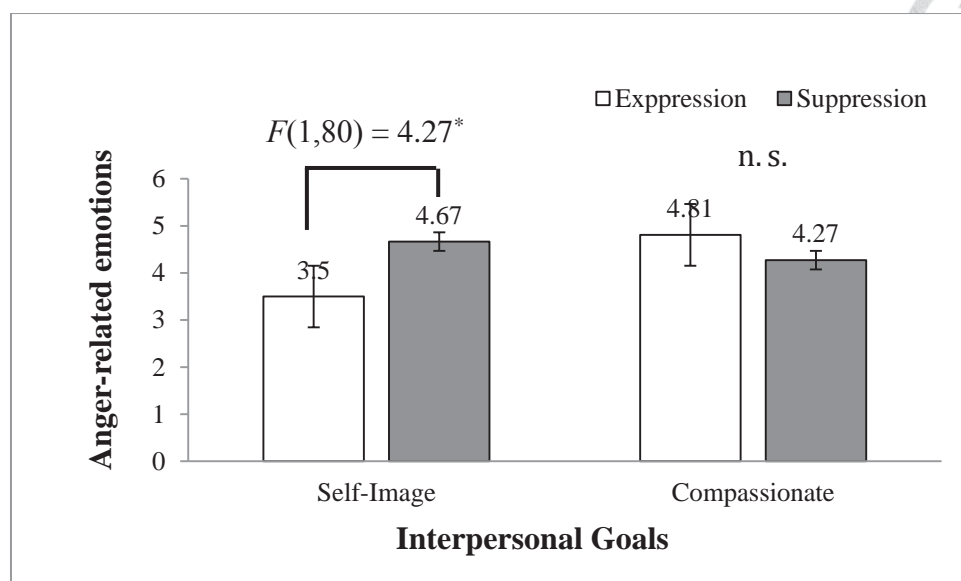 Exppression Suppression
F(1,80) = 4.27*
n. s.
Anger-related emotions
6
5
4
3
2
1
0
3.5
4.67
4.81
4.27
Self-Image Compassionate
Interpersonal Goals